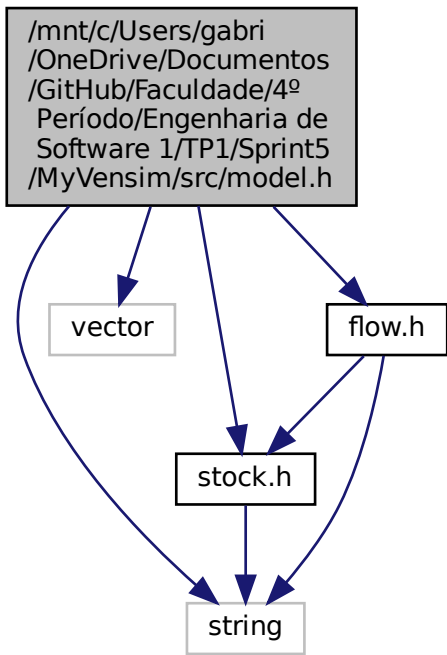 /mnt/c/Users/gabri
/OneDrive/Documentos
/GitHub/Faculdade/4º
Período/Engenharia de
Software 1/TP1/Sprint5
/MyVensim/src/model.h
vector
flow.h
stock.h
string